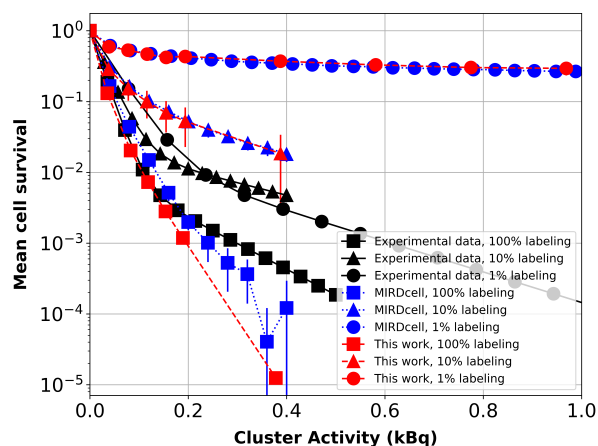 10⁰
10⁻¹
10⁻²
10⁻³
10⁻⁴
10⁻⁵
Mean cell survival
Experimental data, 100% labeling
Experimental data, 10% labeling
Experimental data, 1% labeling
MIRDcell, 100% labeling
MIRDcell, 10% labeling
MIRDcell, 1% labeling
This work, 100% labeling
This work, 10% labeling
This work, 1% labeling
0.0 0.2 0.4 0.6 0.8 1.0
Cluster Activity (kBq)